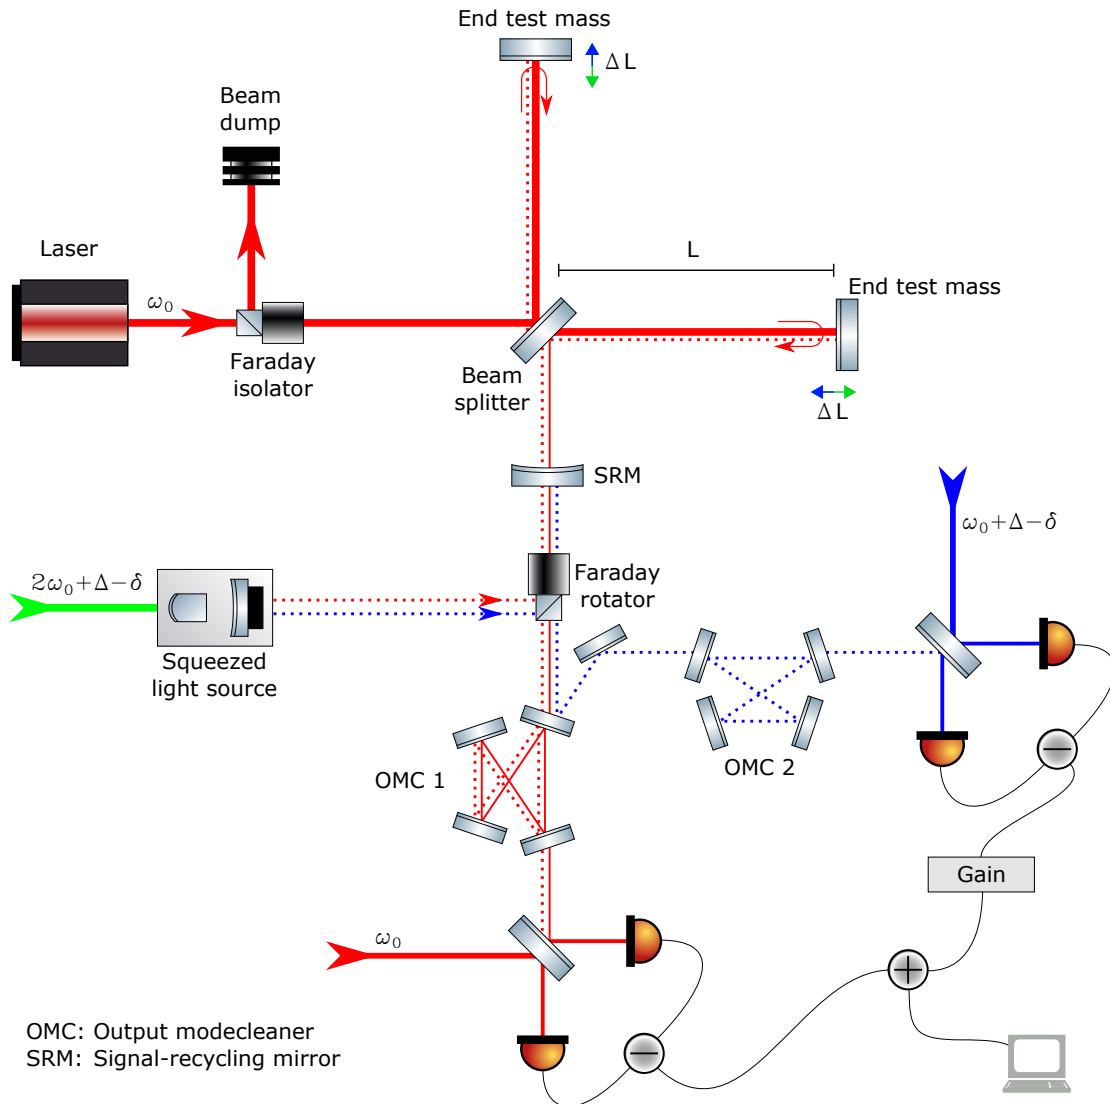 End test mass
Δ L
Beam
dump
Laser
ω₀
L
End test mass
Faraday
isolator
Beam
splitter
ΔL
SRM
ω₀+Δ−δ
2ω₀+Δ−δ
Faraday
rotator
Squeezed
light source
OMC 1
OMC 2
Gain
ω₀
OMC: Output modecleaner
SRM: Signal-recycling mirror